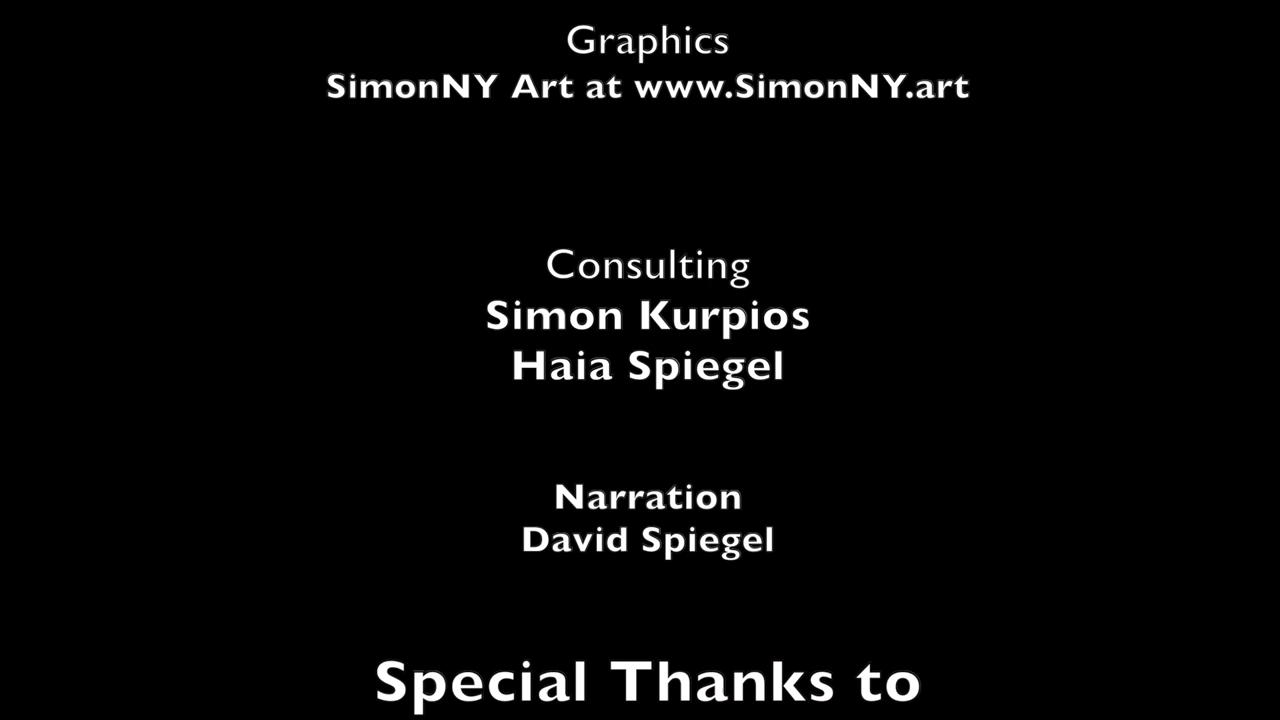 Graphics
SimonNY Art at www.SimonNY.art
Consulting
Simon Kurpios
Haia Spiegel
Narration
David Spiegel
Special Thanks to